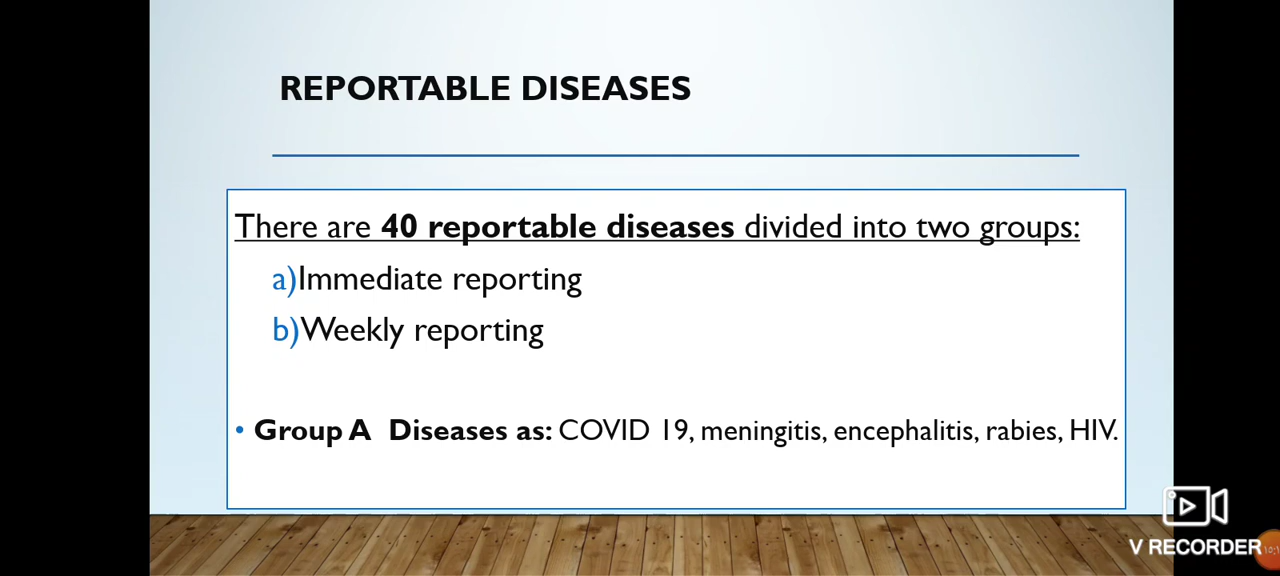 REPORTABLE DISEASES
There are 40 reportable diseases divided into two groups:
a)Immediate reporting
b)Weekly reporting
• Group A Diseases as: COVID 19, meningitis, encephalitis, rabies, HIV.
V RECORDER